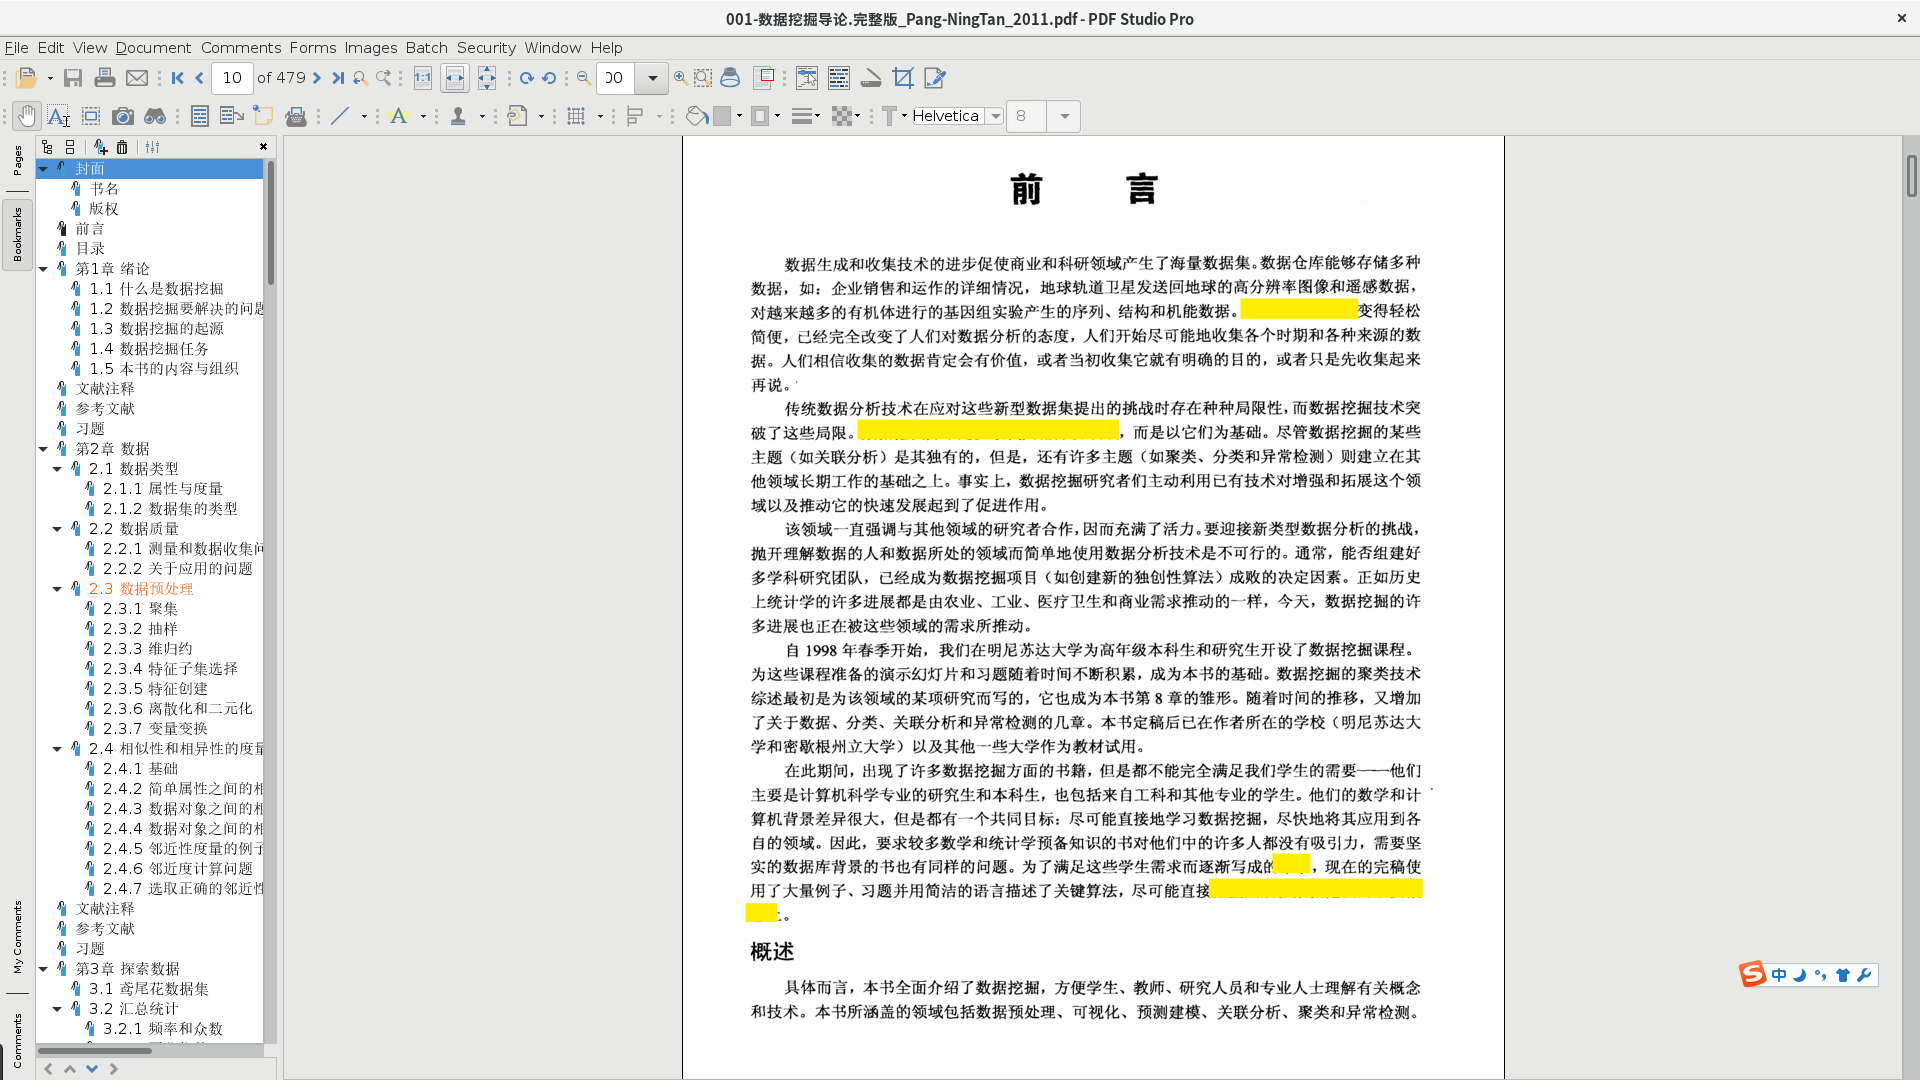 001-数据挖掘导论.完整版_Pang-NingTan_2011.pdf - PDF Studio Pro
File Edit View Document Comments Forms Images Batch Security Window Help
10 of 479
Helvetica 8
Pages
Bookmarks
My Comments
Comments
封面
书名
版权
前言
目录
第1章 绪论
1.1 什么是数据挖掘
1.2 数据挖掘要解决的问题
1.3 数据挖掘的起源
1.4 数据挖掘任务
1.5 本书的内容与组织
文献注释
参考文献
习题
第2章 数据
2.1 数据类型
2.1.1 属性与度量
2.1.2 数据集的类型
2.2 数据质量
2.2.1 测量和数据收集问
2.2.2 关于应用的问题
2.3 数据预处理
2.3.1 聚集
2.3.2 抽样
2.3.3 维归约
2.3.4 特征子集选择
2.3.5 特征创建
2.3.6 离散化和二元化
2.3.7 变量变换
2.4 相似性和相异性的度量
2.4.1 基础
2.4.2 简单属性之间的相
2.4.3 数据对象之间的相
2.4.4 数据对象之间的相
2.4.5 邻近性度量的例子
2.4.6 邻近度计算问题
2.4.7 选取正确的邻近性
文献注释
参考文献
习题
第3章 探索数据
3.1 鸢尾花数据集
3.2 汇总统计
3.2.1 频率和众数
前 言
数据生成和收集技术的进步促使商业和科研领域产生了海量数据集。数据仓库能够存储多种
数据，如：企业销售和运作的详细情况，地球轨道卫星发送回地球的高分辨率图像和遥感数据，
对越来越多的有机体进行的基因组实验产生的序列、结构和机能数据。变得轻松
简便，已经完全改变了人们对数据分析的态度，人们开始尽可能地收集各个时期和各种来源的数
据。人们相信收集的数据肯定会有价值，或者当初收集它就有明确的目的，或者只是先收集起来
再说。
传统数据分析技术在应对这些新型数据集提出的挑战时存在种种局限性，而数据挖掘技术突
破了这些局限。，而是以它们为基础。尽管数据挖掘的某些
主题（如关联分析）是其独有的，但是，还有许多主题（如聚类、分类和异常检测）则建立在其
他领域长期工作的基础之上。事实上，数据挖掘研究者们主动利用已有技术对增强和拓展这个领
域以及推动它的快速发展起到了促进作用。
该领域一直强调与其他领域的研究者合作，因而充满了活力。要迎接新类型数据分析的挑战，
抛开理解数据的人和数据所处的领域而简单地使用数据分析技术是不可行的。通常，能否组建好
多学科研究团队，已经成为数据挖掘项目（如创建新的独创性算法）成败的决定因素。正如历史
上统计学的许多进展都是由农业、工业、医疗卫生和商业需求推动的一样，今天，数据挖掘的许
多进展也正在被这些领域的需求所推动。
自 1998 年春季开始，我们在明尼苏达大学为高年级本科生和研究生开设了数据挖掘课程。
为这些课程准备的演示幻灯片和习题随着时间不断积累，成为本书的基础。数据挖掘的聚类技术
综述最初是为该领域的某项研究而写的，它也成为本书第 8 章的雏形。随着时间的推移，又增加
了关于数据、分类、关联分析和异常检测的几章。本书定稿后已在作者所在的学校（明尼苏达大
学和密歇根州立大学）以及其他一些大学作为教材试用。
在此期间，出现了许多数据挖掘方面的书籍，但是都不能完全满足我们学生的需要——他们
主要是计算机科学专业的研究生和本科生，也包括来自工科和其他专业的学生。他们的数学和计
算机背景差异很大，但是都有一个共同目标：尽可能直接地学习数据挖掘，尽快地将其应用到各
自的领域。因此，要求较多数学和统计学预备知识的书对他们中的许多人都没有吸引力，需要坚
实的数据库背景的书也有同样的问题。为了满足这些学生需求而逐渐写成的，现在的完稿使
用了大量例子、习题并用简洁的语言描述了关键算法，尽可能直接
。
概述
具体而言，本书全面介绍了数据挖掘，方便学生、教师、研究人员和专业人士理解有关概念
和技术。本书所涵盖的领域包括数据预处理、可视化、预测建模、关联分析、聚类和异常检测。
中